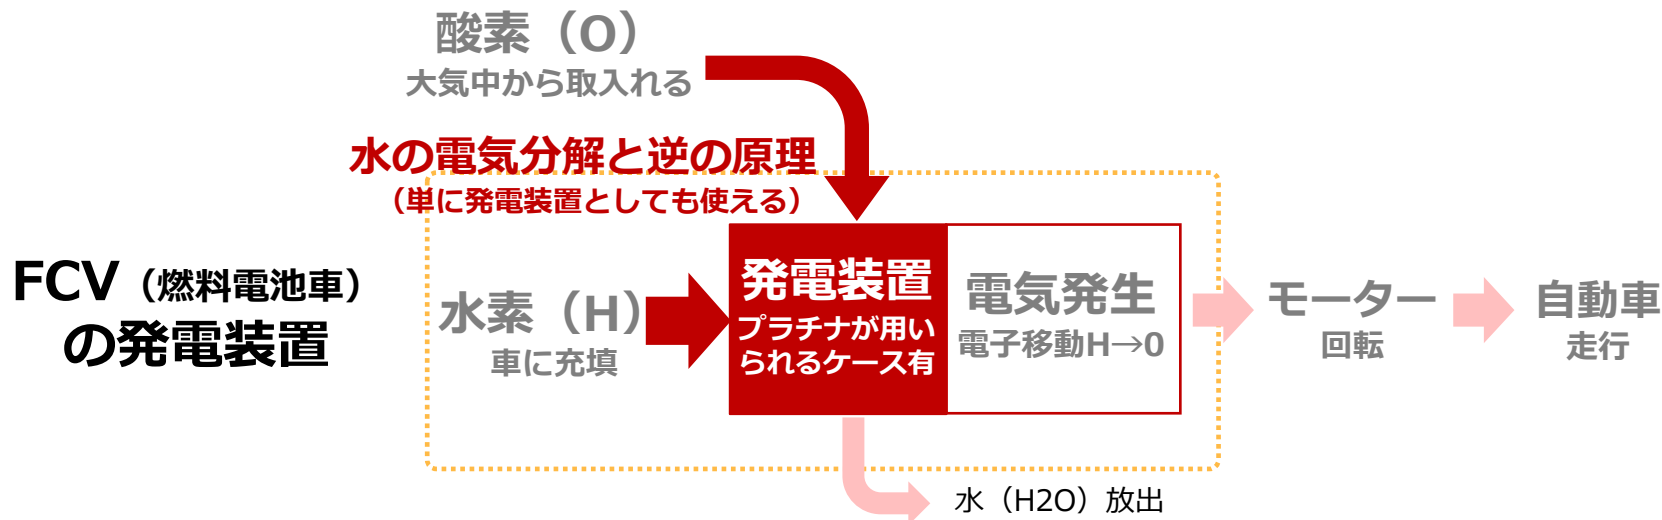 酸素（O）
大気中から取入れる
水の電気分解と逆の原理
（単に発電装置としても使える）
FCV（燃料電池車）
の発電装置
水素（H）
車に充填
発電装置
プラチナが用い
られるケース有
電気発生
電子移動H→0
モーター
回転
自動車
走行
水（H2O）放出